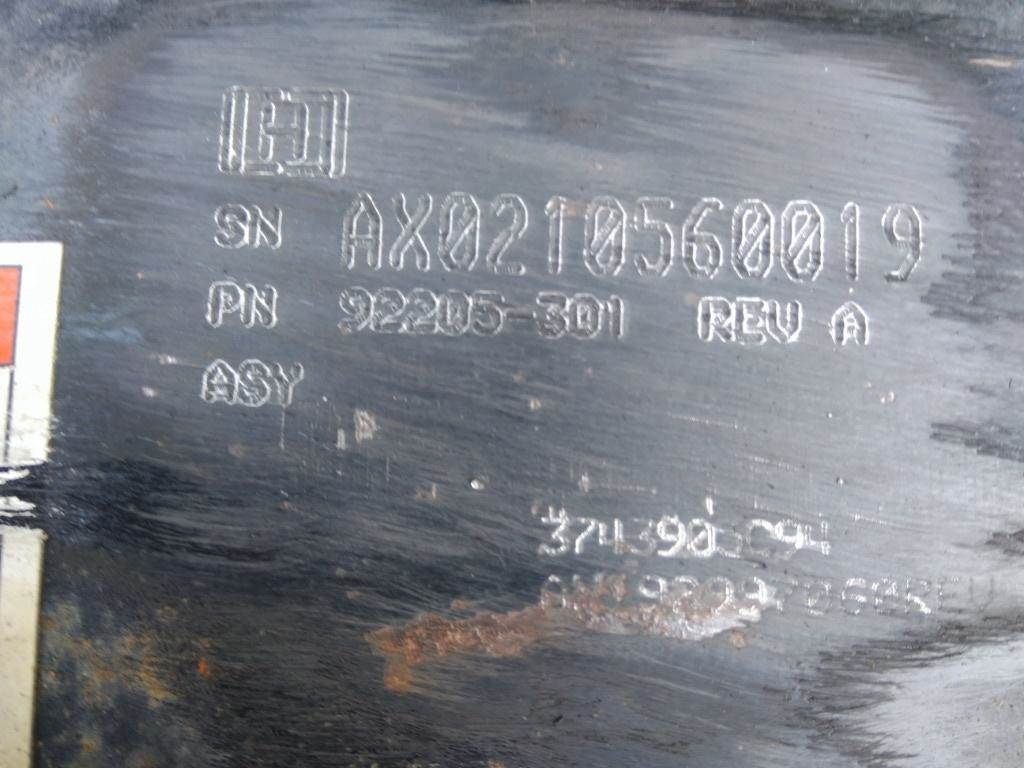 H
SN AX0210560019
PN 92205-301 REV A
ASY